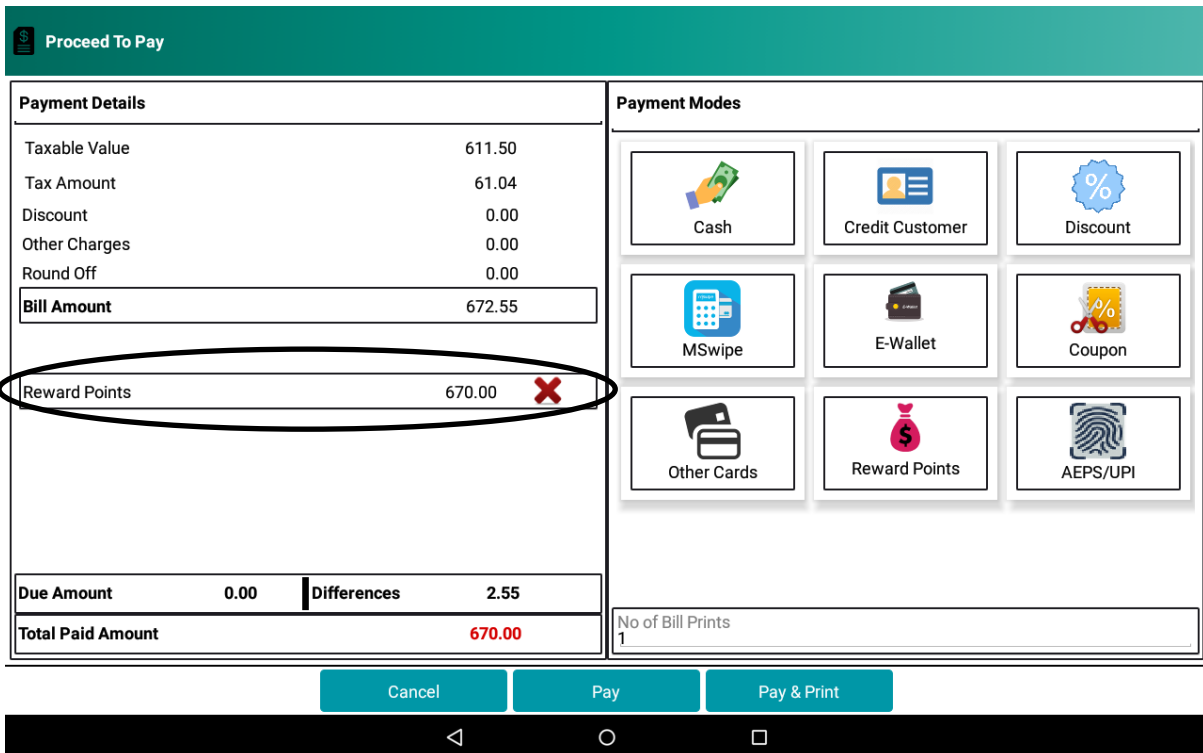 Proceed To Pay
Payment Details
Taxable Value 611.50
Tax Amount 61.04
Discount 0.00
Other Charges 0.00
Round Off 0.00
Bill Amount 672.55
Reward Points 670.00
Due Amount 0.00 Differences 2.55
Total Paid Amount 670.00
Payment Modes
Cash Credit Customer Discount
MSwipe E-Wallet Coupon
Other Cards Reward Points AEPS/UPI
No of Bill Prints
1
Cancel Pay Pay & Print